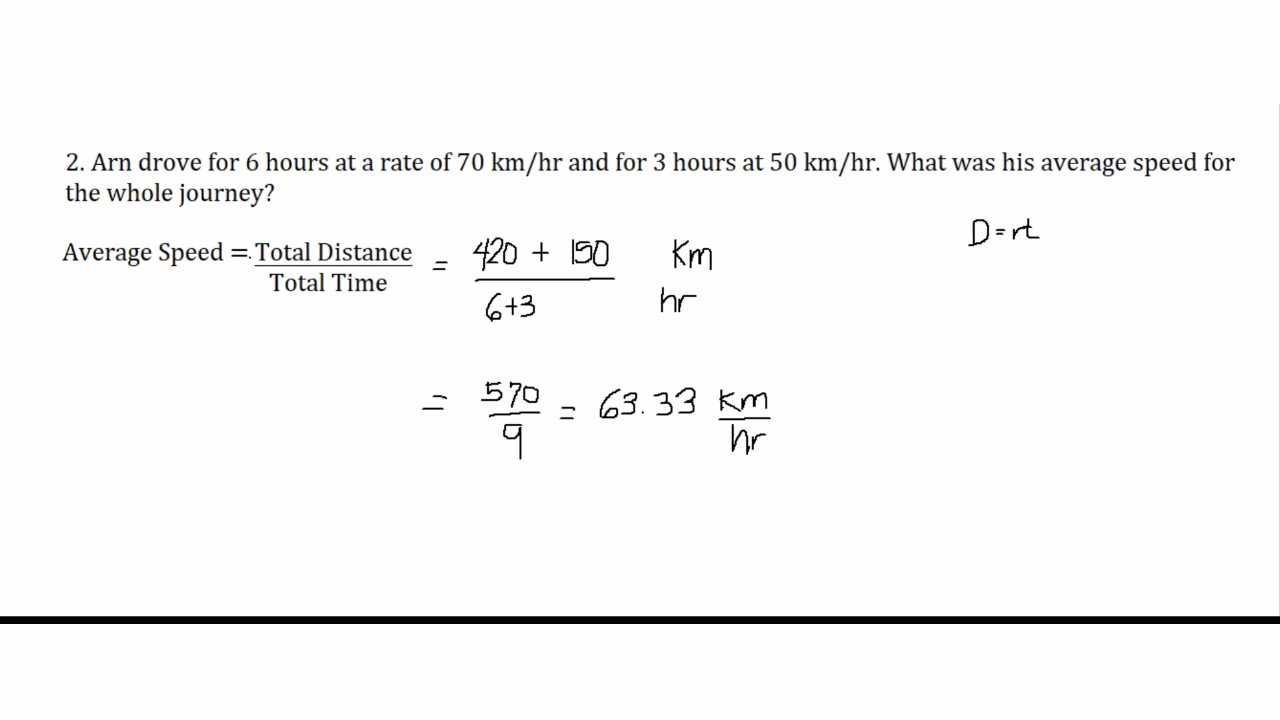 2. Arn drove for 6 hours at a rate of 70 km/hr and for 3 hours at 50 km/hr. What was his average speed for
the whole journey?
D=rt
Average Speed = Total Distance = 420 + 150 Km
Total Time 6+3 hr
= 570 = 63.33 km
9 hr